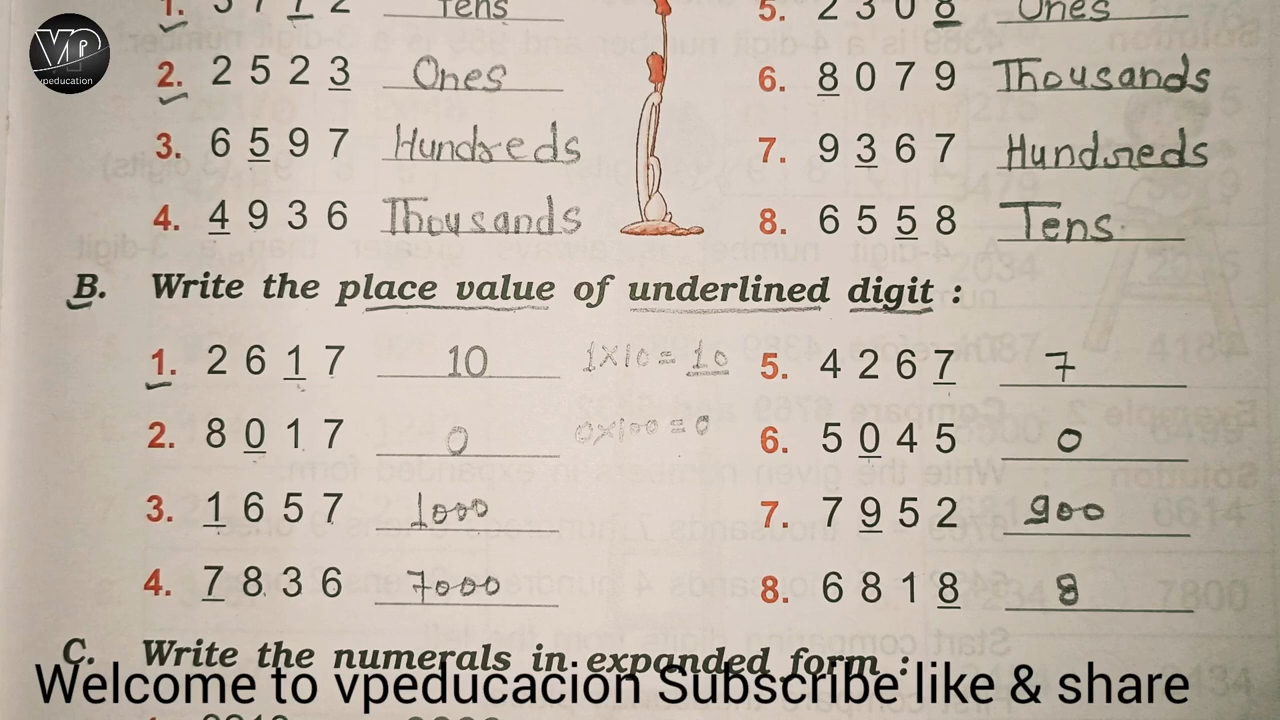 VP
vpeducation
1. 2 Tens
2. 2 5 2 3 Ones
3. 6 5 9 7 Hundreds
4. 4 9 3 6 Thousands
5. 2 3 0 8 Ones
6. 8 0 7 9 Thousands
7. 9 3 6 7 Hundreds
8. 6 5 5 8 Tens.
B. Write the place value of underlined digit :
1. 2 6 1 7 10 1×10 = 10
2. 8 0 1 7 0 0×100 = 0
3. 1 6 5 7 1000
4. 7 8 3 6 7000
5. 4 2 6 7 7
6. 5 0 4 5 0
7. 7 9 5 2 900
8. 6 8 1 8 8
C. Write the numerals in expanded form :
Welcome to vpeducacion Subscribe like & share